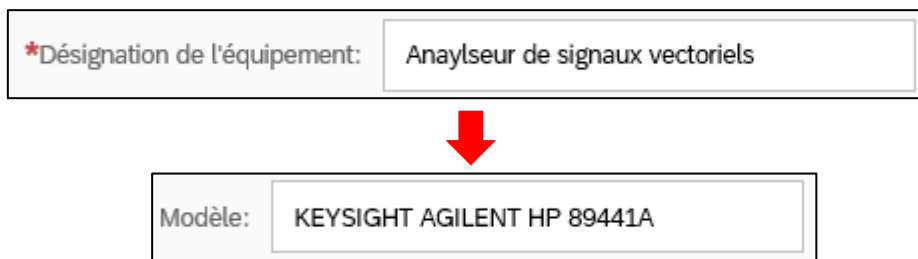 *Désignation de l'équipement: Anaylseur de signaux vectoriels
Modèle: KEYSIGHT AGILENT HP 89441A